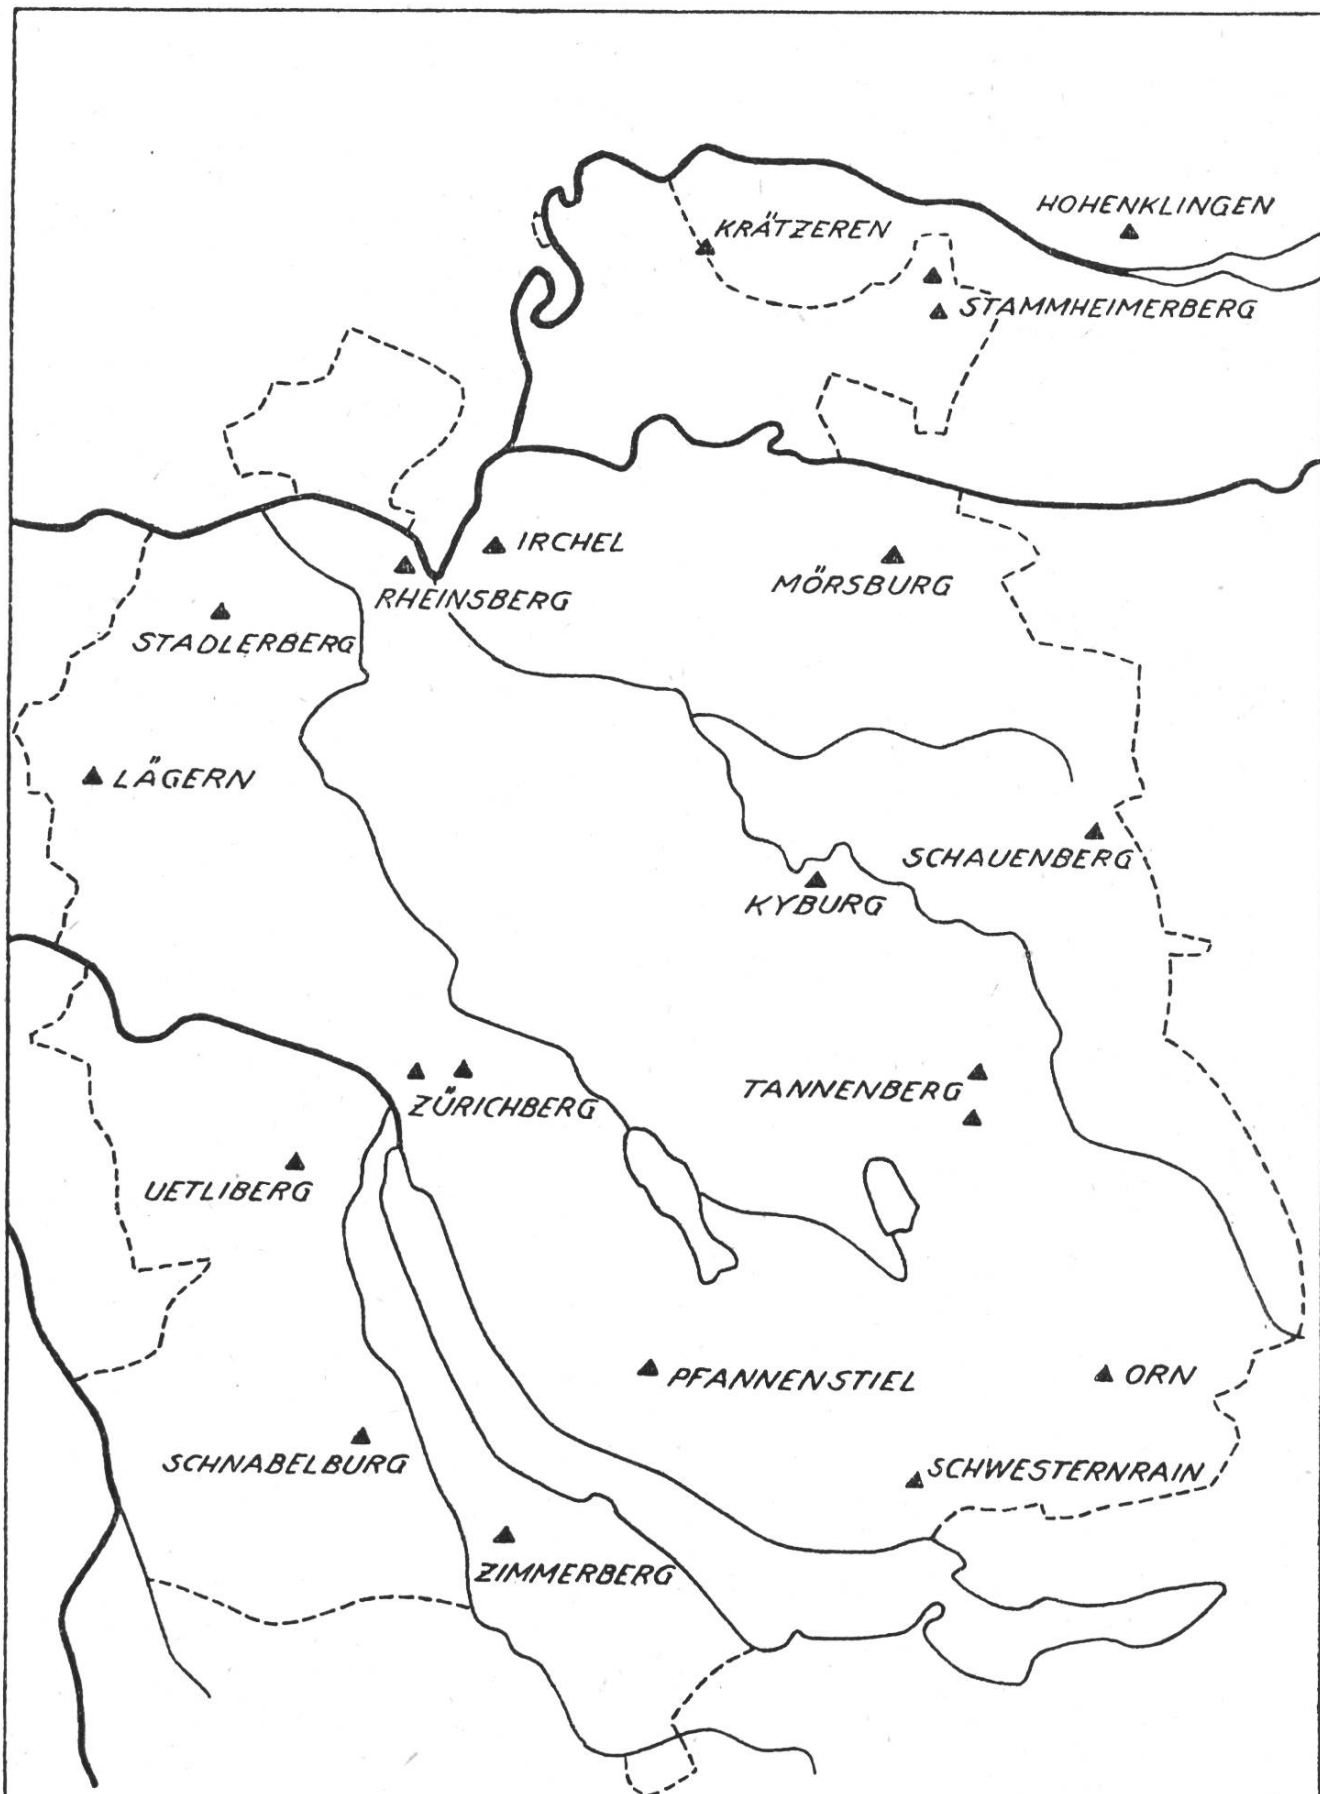 HOHENKLINGEN
KRÄTZEREN
STAMMHEIMERBERG
IRCHEL
MÖRSBURG
RHEINSBERG
STADLERBERG
LÄGERN
SCHAUENBERG
KYBURG
TANNENBERG
ZÜRICHBERG
UETLIBERG
PFANNENSTIEL
ORN
SCHNABELBURG
SCHWESTERNRAIN
ZIMMERBERG